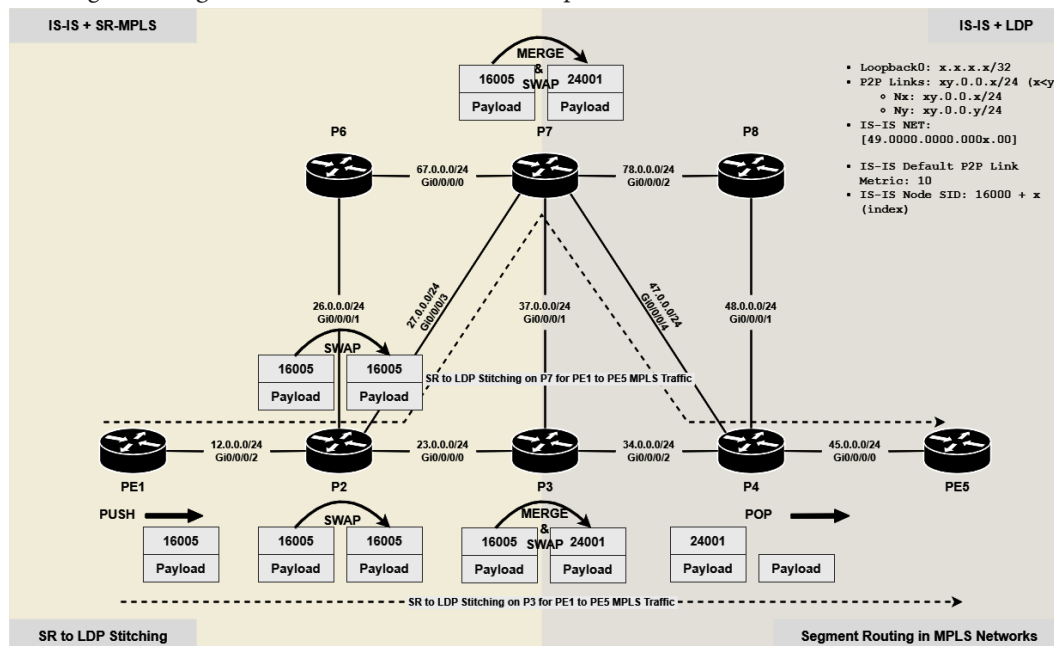 IS-IS + SR-MPLS
IS-IS + LDP
MERGE
&
SWAP
16005
24001
Payload
Payload
• Loopback0: x.x.x.x/32
• P2P Links: xy.0.0.x/24 (x<y
◦ Nx: xy.0.0.x/24
◦ Ny: xy.0.0.y/24
• IS-IS NET:
[49.0000.0000.000x.00]
• IS-IS Default P2P Link
Metric: 10
• IS-IS Node SID: 16000 + x
(index)
P6
P7
P8
67.0.0.0/24
Gi0/0/0/0
78.0.0.0/24
Gi0/0/0/2
26.0.0.0/24
Gi0/0/0/1
27.0.0.0/24
Gi0/0/0/3
37.0.0.0/24
Gi0/0/0/1
47.0.0.0/24
Gi0/0/0/4
48.0.0.0/24
Gi0/0/0/1
SWAP
16005
16005
Payload
Payload
SR to LDP Stitching on P7 for PE1 to PE5 MPLS Traffic
12.0.0.0/24
Gi0/0/0/2
23.0.0.0/24
Gi0/0/0/0
34.0.0.0/24
Gi0/0/0/2
45.0.0.0/24
Gi0/0/0/0
PE1
P2
P3
P4
PE5
PUSH
16005
Payload
SWAP
16005
16005
Payload
Payload
MERGE
&
SWAP
16005
24001
Payload
Payload
POP
24001
Payload
Payload
SR to LDP Stitching on P3 for PE1 to PE5 MPLS Traffic
SR to LDP Stitching
Segment Routing in MPLS Networks